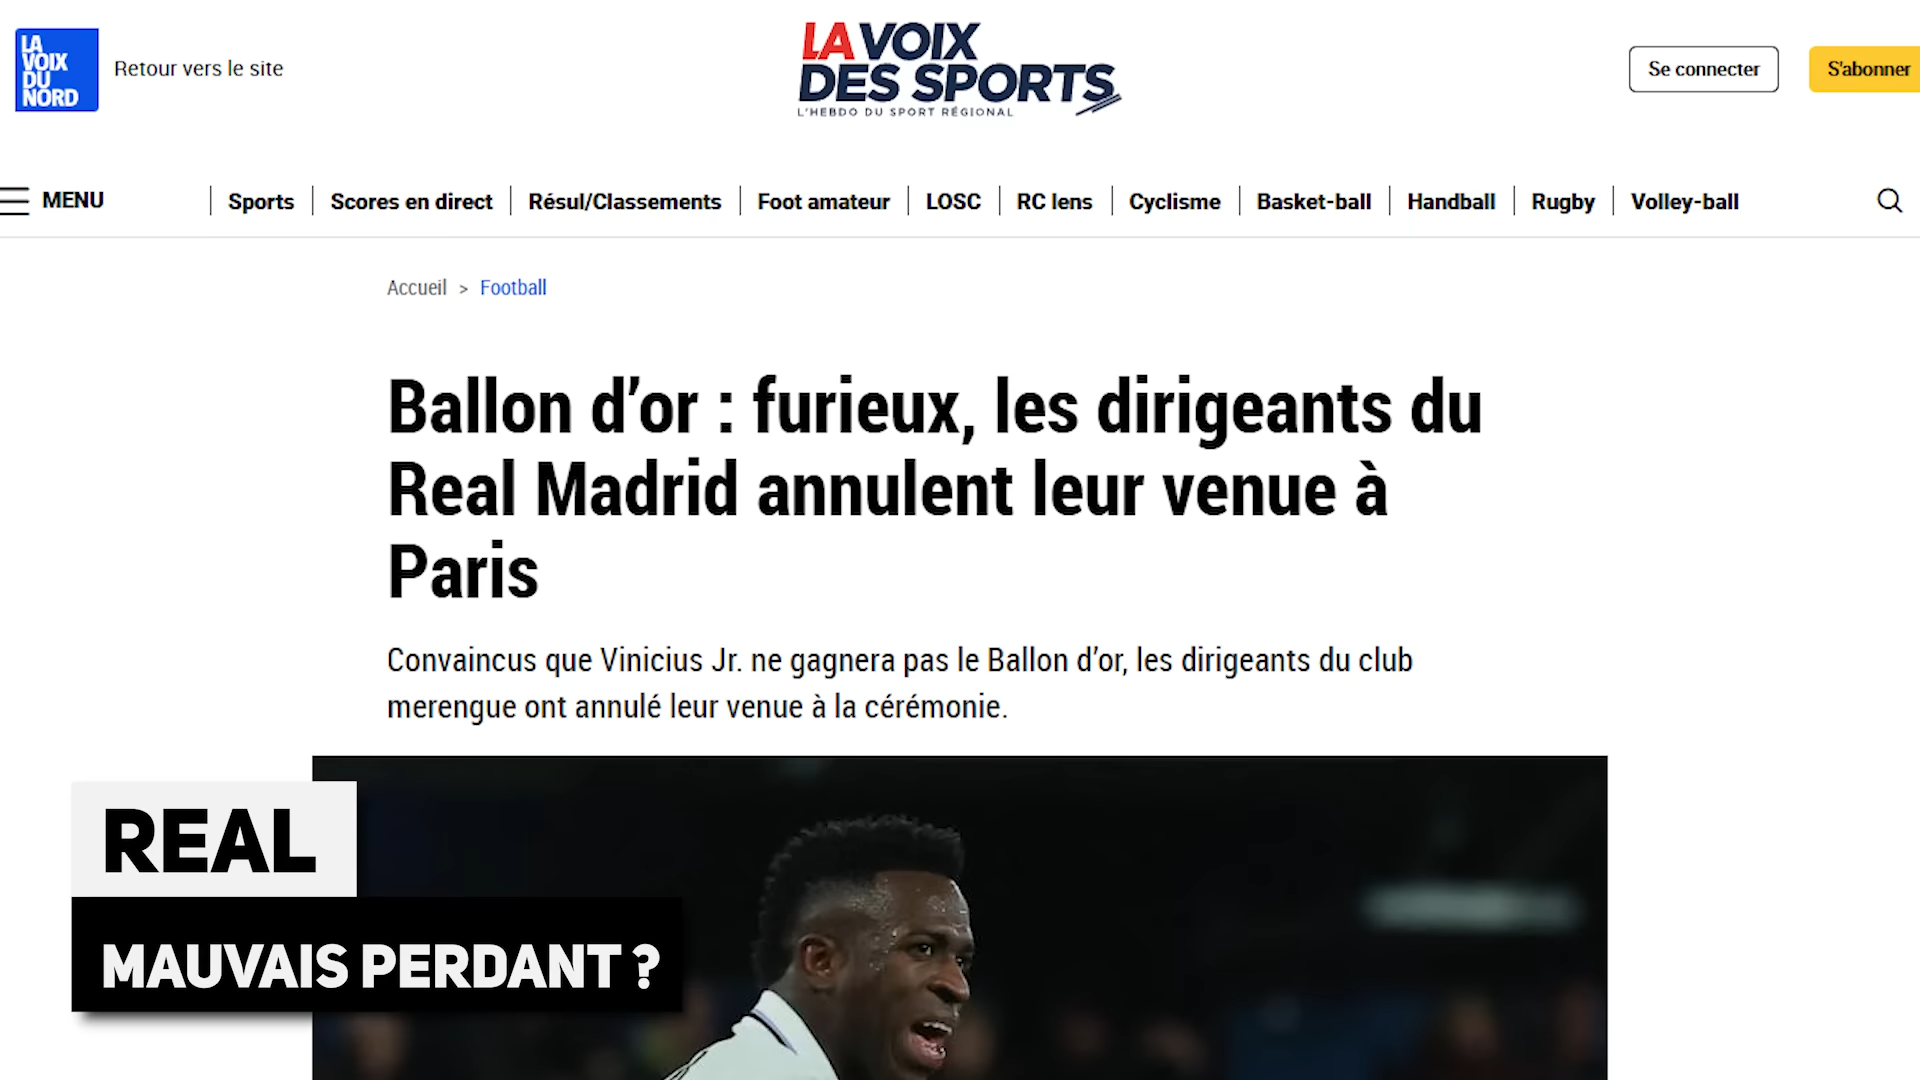 LA
VOIX
DU
NORD
Retour vers le site
LA VOIX
DES SPORTS
L'HEBDO DU SPORT RÉGIONAL
Se connecter
S'abonner
MENU
Sports
Scores en direct
Résul/Classements
Foot amateur
LOSC
RC lens
Cyclisme
Basket-ball
Handball
Rugby
Volley-ball
Accueil > Football
Ballon d’or : furieux, les dirigeants du
Real Madrid annulent leur venue à
Paris
Convaincus que Vinicius Jr. ne gagnera pas le Ballon d’or, les dirigeants du club
merengue ont annulé leur venue à la cérémonie.
REAL
MAUVAIS PERDANT ?